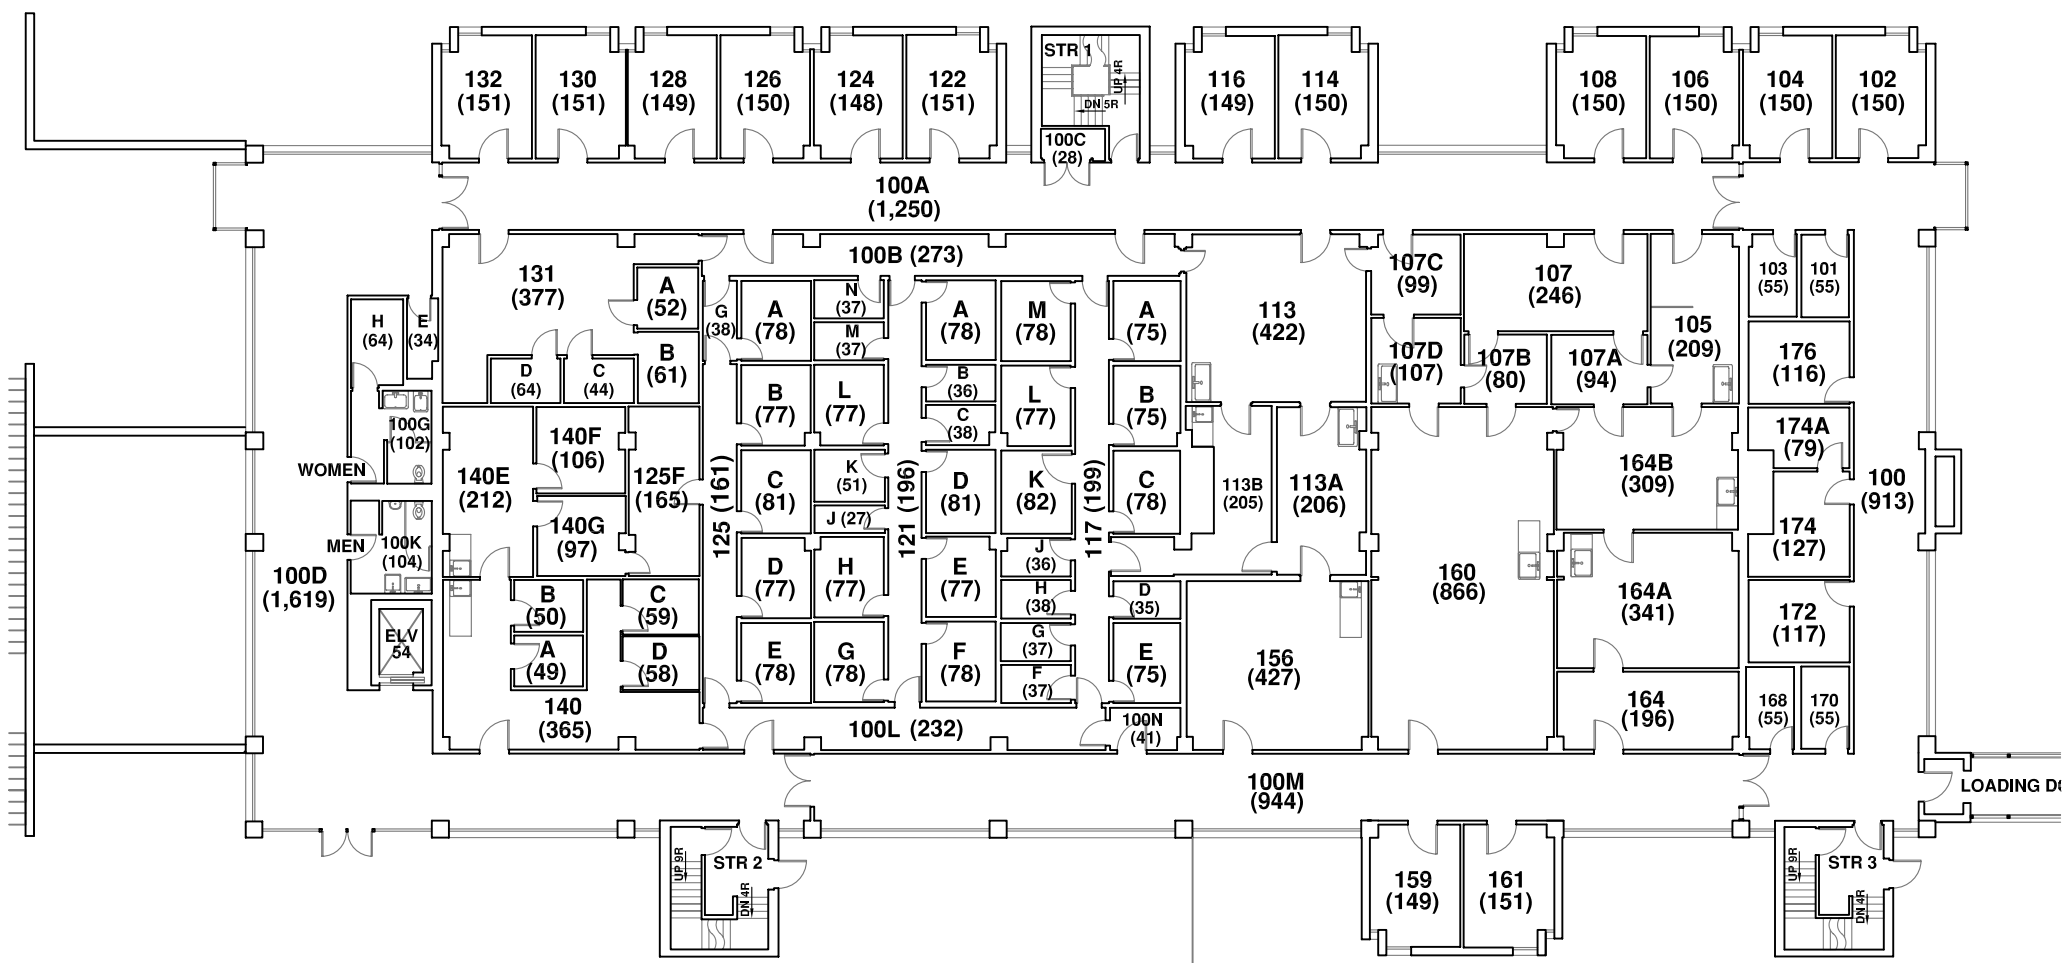 132
(151)
130
(151)
128
(149)
126
(150)
124
(148)
122
(151)
STR 1
UP 4R
DN 5R
100C
(28)
116
(149)
114
(150)
108
(150)
106
(150)
104
(150)
102
(150)
100A
(1,250)
131
(377)
A
(52)
B
(61)
D
(64)
C
(44)
100B (273)
G
(38)
A
(78)
N
(37)
M
(37)
A
(78)
M
(78)
A
(75)
113
(422)
107C
(99)
107
(246)
103
(55)
101
(55)
105
(209)
107D
(107)
107B
(80)
107A
(94)
176
(116)
H
(64)
E
(34)
B
(77)
L
(77)
B
(36)
C
(38)
L
(77)
B
(75)
100G
(102)
WOMEN
140E
(212)
140F
(106)
125F
(165)
125 (161)
C
(81)
K
(51)
J (27)
121 (196)
D
(81)
K
(82)
117 (199)
C
(78)
113B
(205)
113A
(206)
164B
(309)
174A
(79)
100
(913)
174
(127)
MEN
100K
(104)
140G
(97)
100D
(1,619)
D
(77)
H
(77)
E
(77)
J
(36)
H
(38)
D
(35)
160
(866)
164A
(341)
172
(117)
ELV
54
B
(50)
C
(59)
A
(49)
D
(58)
E
(78)
G
(78)
F
(78)
G
(37)
F
(37)
E
(75)
156
(427)
140
(365)
100L (232)
100N
(41)
164
(196)
168
(55)
170
(55)
100M
(944)
LOADING DO
STR 2
UP 9R
DN 4R
159
(149)
161
(151)
STR 3
UP 9R
DN 4R